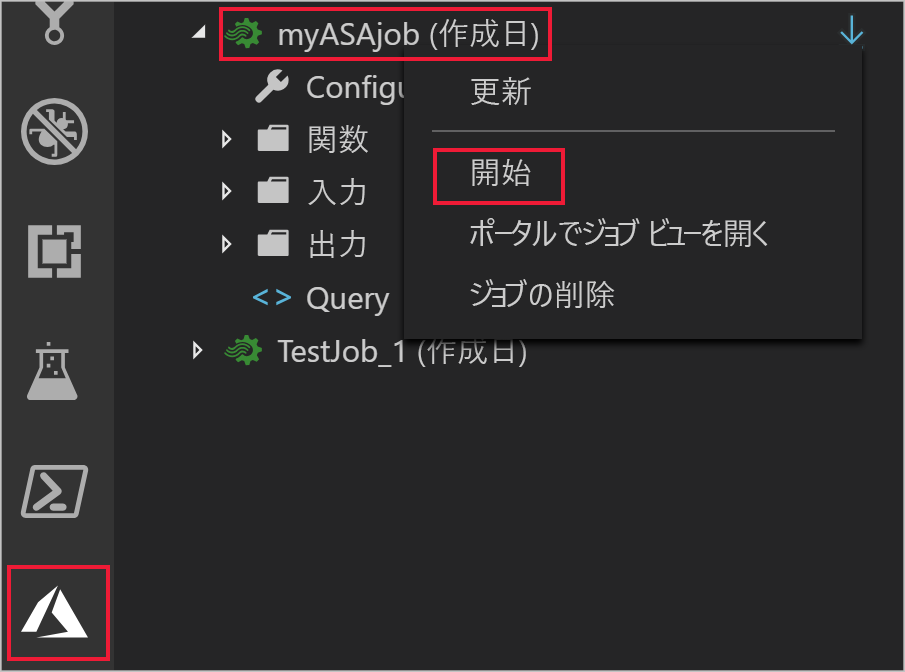 myASAjob (作成日)
更新
Configu
関数
開始
入力
ポータルでジョブ ビューを開く
出力
ジョブの削除
< > Query
TestJob_1 (作成日)